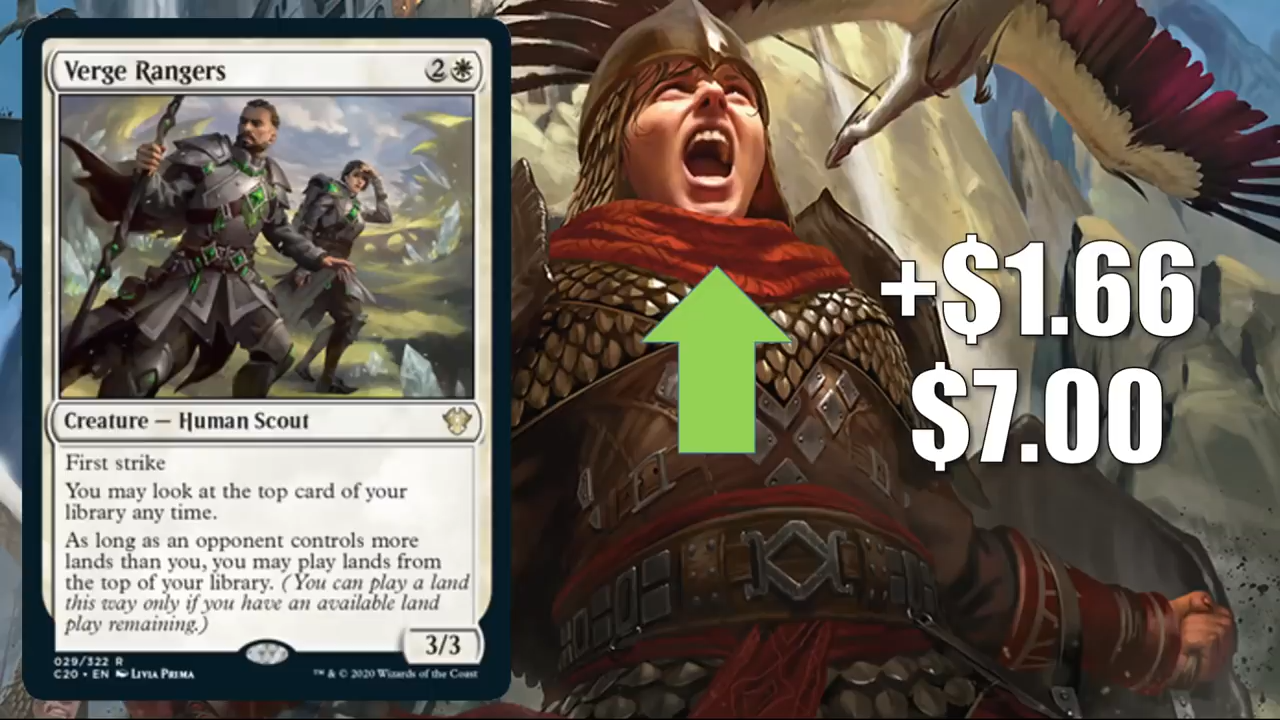 Verge Rangers
2
Creature — Human Scout
First strike
You may look at the top card of your
library any time.
As long as an opponent controls more
lands than you, you may play lands from
the top of your library. (You can play a land
this way only if you have an available land
play remaining.)
3/3
029/322 R
C20 • EN LIVIA PRIMA
™ & © 2020 Wizards of the Coast
+$1.66
$7.00